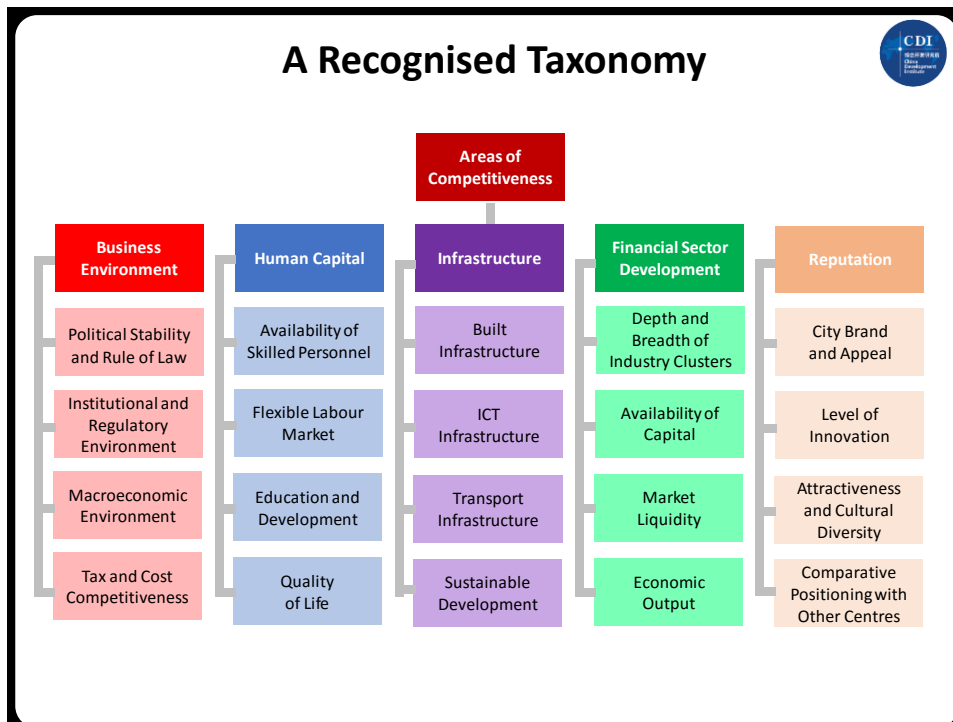 A Recognised Taxonomy
CDI
China
Development
Institute
Areas of
Competitiveness
Business
Environment
Human Capital
Infrastructure
Financial Sector
Development
Reputation
Political Stability
and Rule of Law
Availability of
Skilled Personnel
Built
Infrastructure
Depth and
Breadth of
Industry Clusters
City Brand
and Appeal
Institutional and
Regulatory
Environment
Flexible Labour
Market
ICT
Infrastructure
Availability of
Capital
Level of
Innovation
Macroeconomic
Environment
Education and
Development
Transport
Infrastructure
Market
Liquidity
Attractiveness
and Cultural
Diversity
Tax and Cost
Competitiveness
Quality
of Life
Sustainable
Development
Economic
Output
Comparative
Positioning with
Other Centres